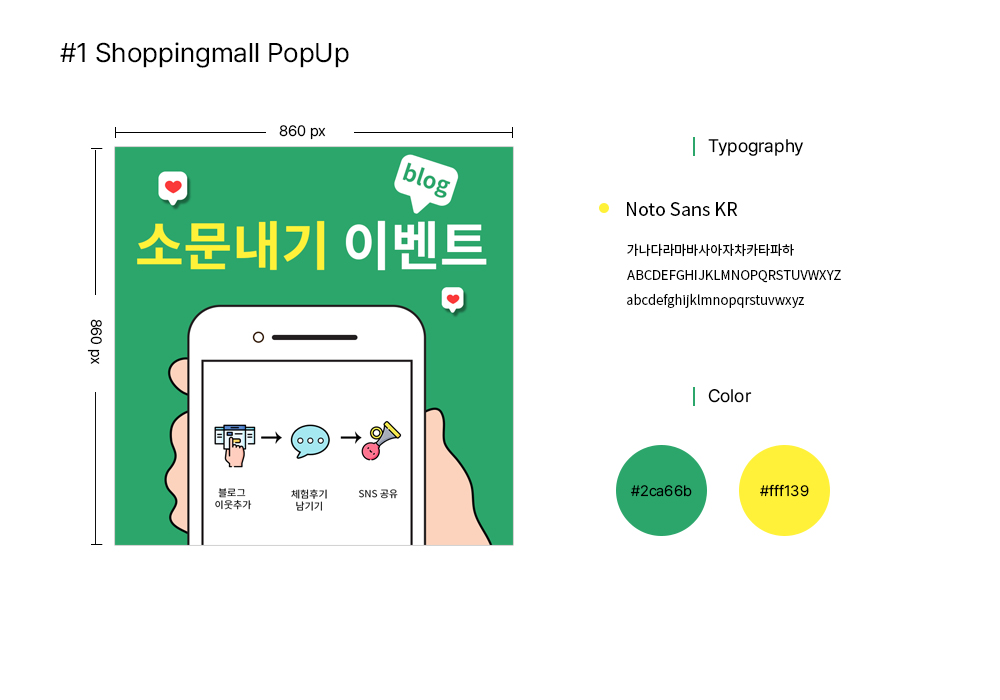 #1 Shoppingmall PopUp
860 px
860 px
blog
소문내기 이벤트
블로그
이웃추가
체험후기
남기기
SNS 공유
Typography
Noto Sans KR
가나다라마바사아자차카타파하
ABCDEFGHIJKLMNOPQRSTUVWXYZ
abcdefghijklmnopqrstuvwxyz
Color
#2ca66b
#fff139